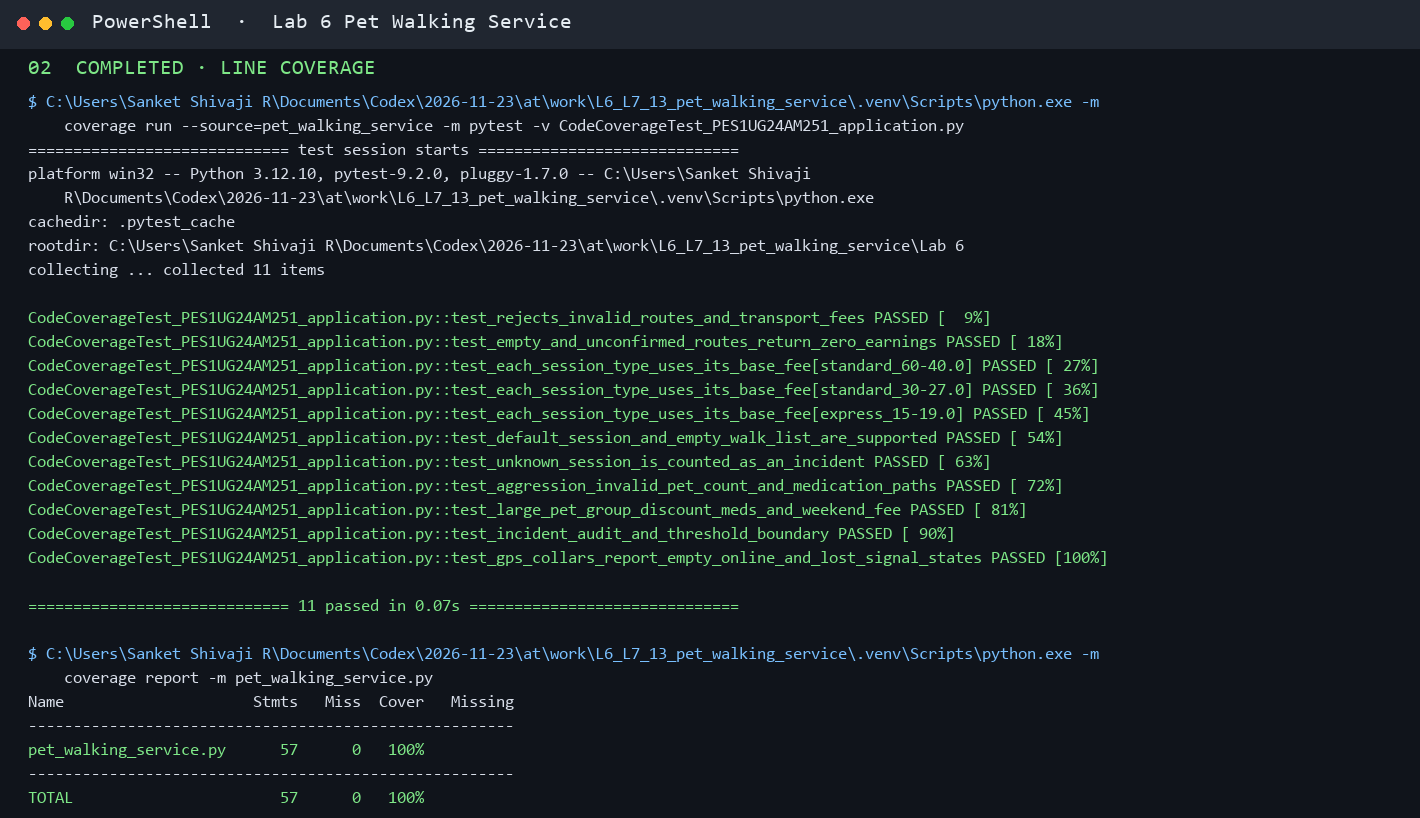 PowerShell · Lab 6 Pet Walking Service
02 COMPLETED · LINE COVERAGE
$ C:\Users\Sanket Shivaji R\Documents\Codex\2026-11-23\at\work\L6_L7_13_pet_walking_service\.venv\Scripts\python.exe -m
coverage run --source=pet_walking_service -m pytest -v CodeCoverageTest_PES1UG24AM251_application.py
============================= test session starts =============================
platform win32 -- Python 3.12.10, pytest-9.2.0, pluggy-1.7.0 -- C:\Users\Sanket Shivaji
R\Documents\Codex\2026-11-23\at\work\L6_L7_13_pet_walking_service\.venv\Scripts\python.exe
cachedir: .pytest_cache
rootdir: C:\Users\Sanket Shivaji R\Documents\Codex\2026-11-23\at\work\L6_L7_13_pet_walking_service\Lab 6
collecting ... collected 11 items
CodeCoverageTest_PES1UG24AM251_application.py::test_rejects_invalid_routes_and_transport_fees PASSED [  9%]
CodeCoverageTest_PES1UG24AM251_application.py::test_empty_and_unconfirmed_routes_return_zero_earnings PASSED [ 18%]
CodeCoverageTest_PES1UG24AM251_application.py::test_each_session_type_uses_its_base_fee[standard_60-40.0] PASSED [ 27%]
CodeCoverageTest_PES1UG24AM251_application.py::test_each_session_type_uses_its_base_fee[standard_30-27.0] PASSED [ 36%]
CodeCoverageTest_PES1UG24AM251_application.py::test_each_session_type_uses_its_base_fee[express_15-19.0] PASSED [ 45%]
CodeCoverageTest_PES1UG24AM251_application.py::test_default_session_and_empty_walk_list_are_supported PASSED [ 54%]
CodeCoverageTest_PES1UG24AM251_application.py::test_unknown_session_is_counted_as_an_incident PASSED [ 63%]
CodeCoverageTest_PES1UG24AM251_application.py::test_aggression_invalid_pet_count_and_medication_paths PASSED [ 72%]
CodeCoverageTest_PES1UG24AM251_application.py::test_large_pet_group_discount_meds_and_weekend_fee PASSED [ 81%]
CodeCoverageTest_PES1UG24AM251_application.py::test_incident_audit_and_threshold_boundary PASSED [ 90%]
CodeCoverageTest_PES1UG24AM251_application.py::test_gps_collars_report_empty_online_and_lost_signal_states PASSED [100%]
============================= 11 passed in 0.07s ==============================
$ C:\Users\Sanket Shivaji R\Documents\Codex\2026-11-23\at\work\L6_L7_13_pet_walking_service\.venv\Scripts\python.exe -m
coverage report -m pet_walking_service.py
Name                     Stmts   Miss  Cover   Missing
------------------------------------------------------
pet_walking_service.py      57      0   100%
------------------------------------------------------
TOTAL                       57      0   100%